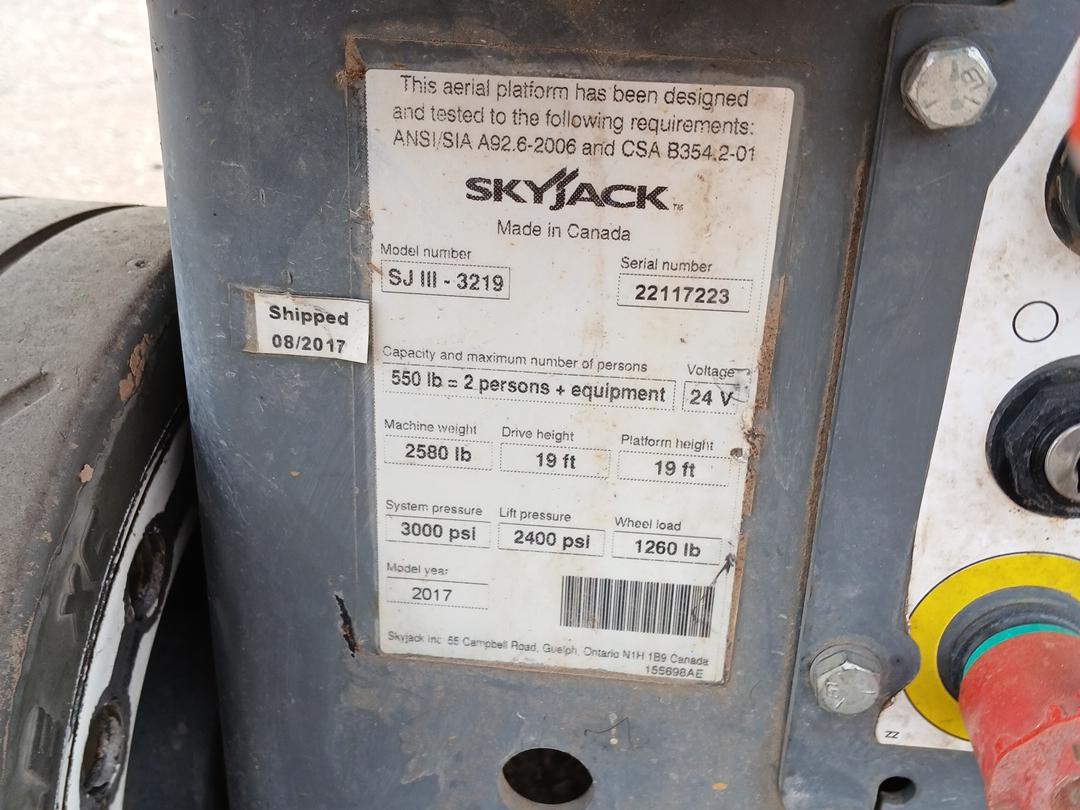 This aerial platform has been designed
and tested to the following requirements:
ANSI/SIA A92.6-2006 and CSA B354.2-01
SKYJACK™
Made in Canada
Model number
SJ III - 3219
Serial number
22117223
Shipped
08/2017
Capacity and maximum number of persons
550 lb = 2 persons + equipment
Voltage
24 V
Machine weight
2580 lb
Drive height
19 ft
Platform height
19 ft
System pressure
3000 psi
Lift pressure
2400 psi
Wheel load
1260 lb
Model year
2017
Skyjack Inc. 55 Campbell Road, Guelph, Ontario N1H 1B9 Canada
155698AE
ZZ